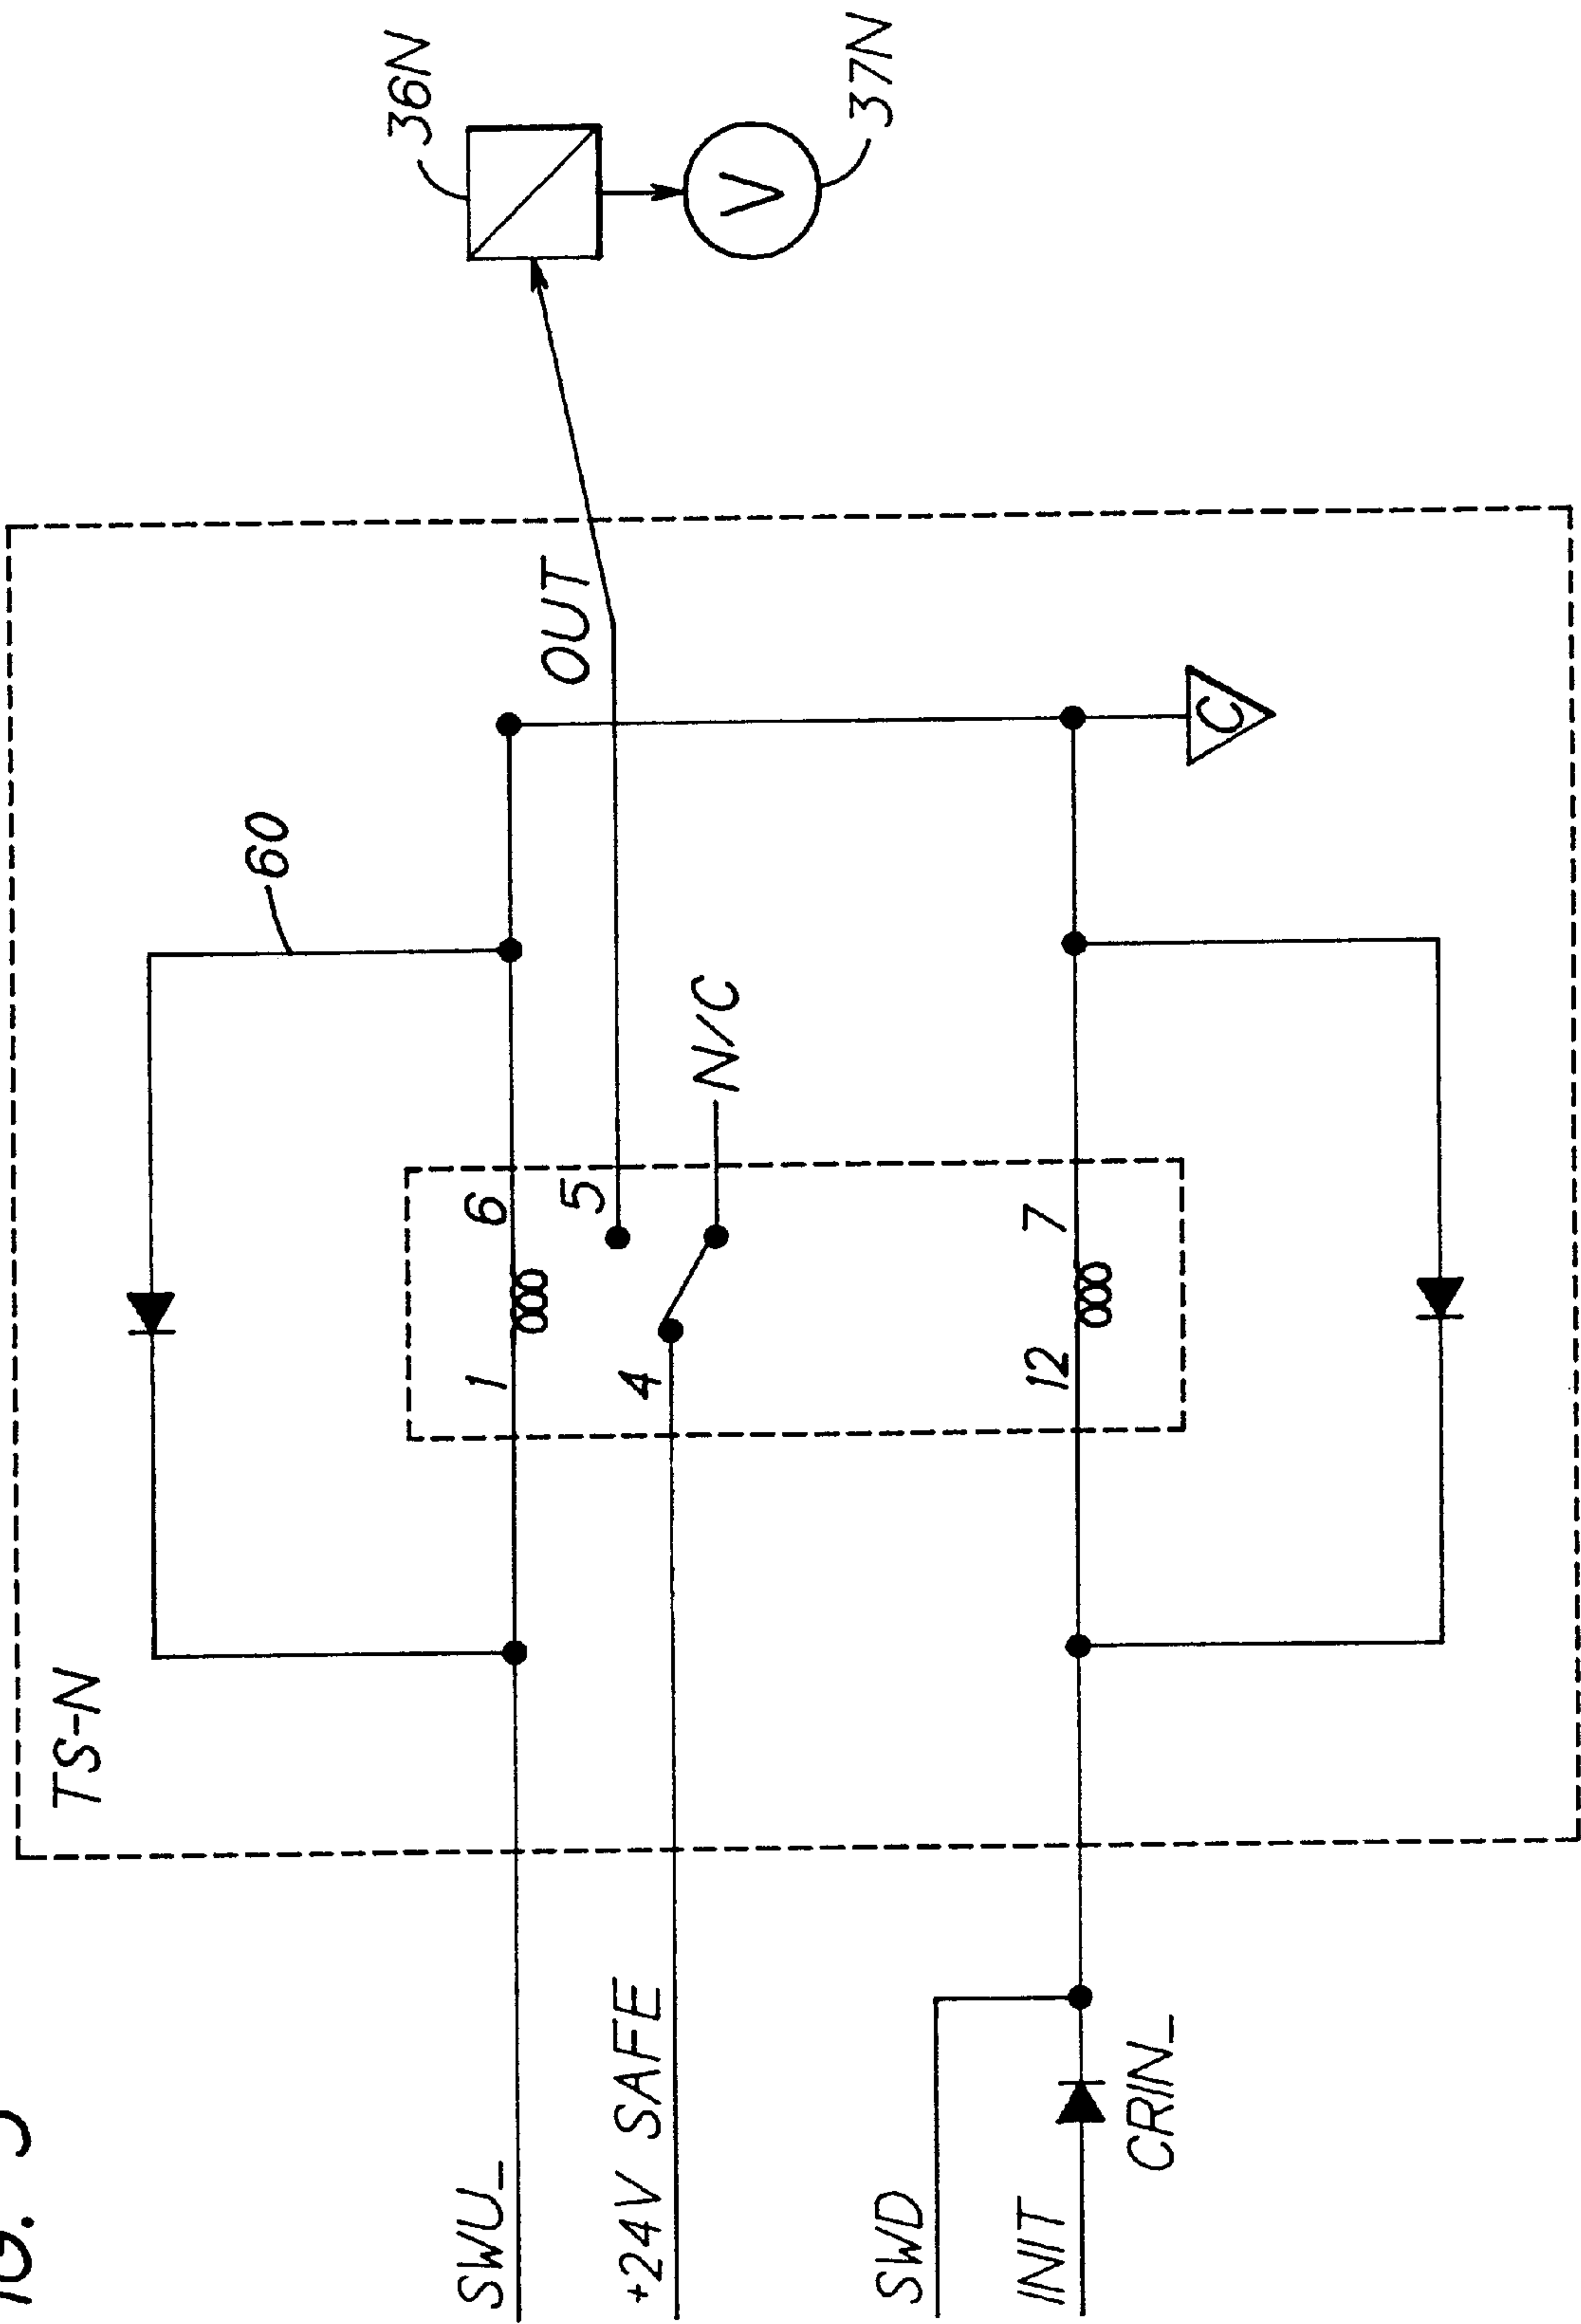 TS-N
60
36N
V
37N
OUT
SWU_
1
6
5
N/C
+24V SAFE
4
SWD
12
7
C
INIT
CRIN_